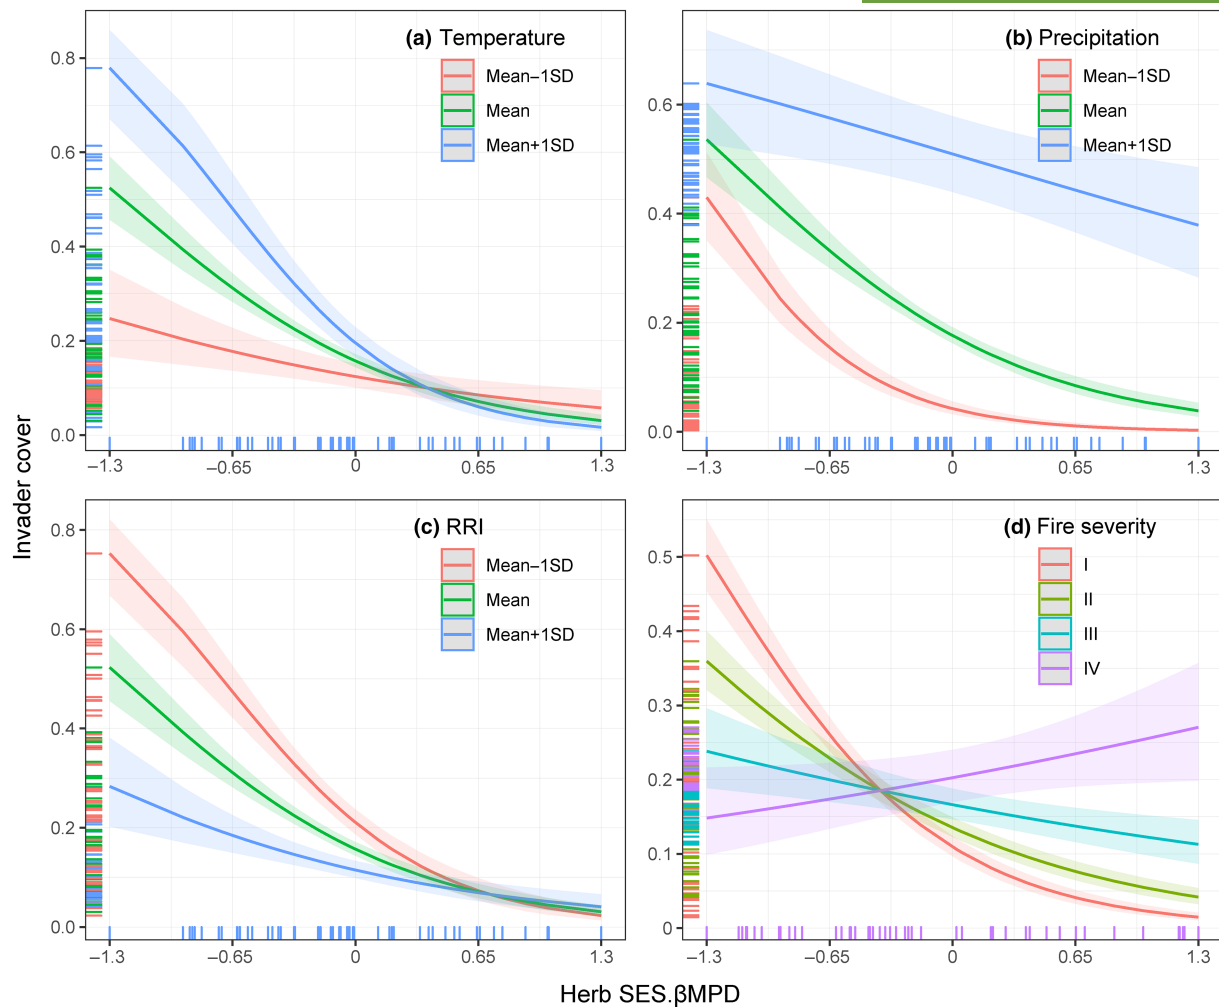 (a) Temperature
Mean–1SD
Mean
Mean+1SD
0.8
0.6
0.4
0.2
0.0
–1.3 –0.65 0 0.65 1.3
(b) Precipitation
Mean–1SD
Mean
Mean+1SD
0.6
0.4
0.2
0.0
–1.3 –0.65 0 0.65 1.3
Invader cover
(c) RRI
Mean–1SD
Mean
Mean+1SD
0.8
0.6
0.4
0.2
0.0
–1.3 –0.65 0 0.65 1.3
(d) Fire severity
I
II
III
IV
0.5
0.4
0.3
0.2
0.1
0
–1.3 –0.65 0 0.65 1.3
Herb SES.βMPD